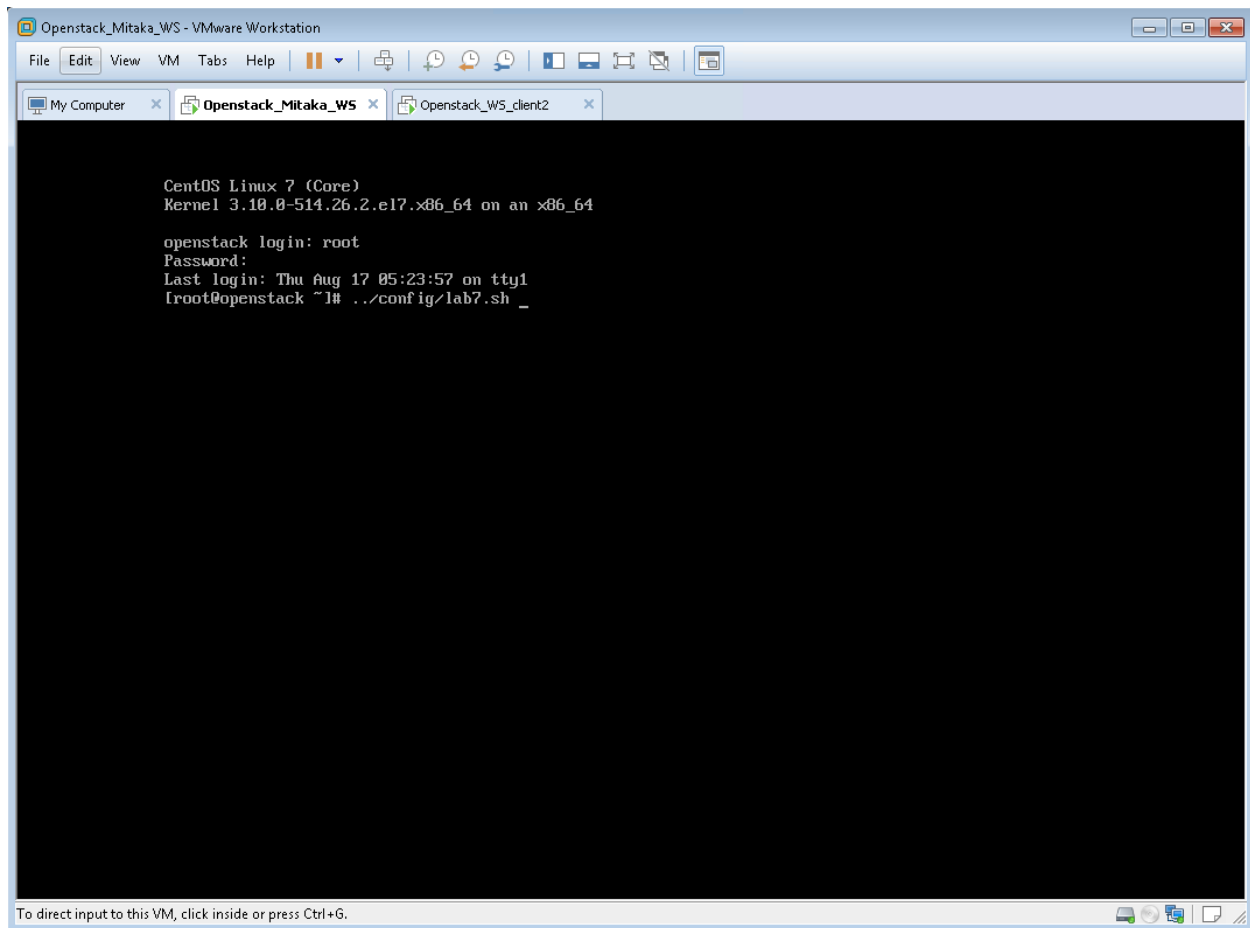 Openstack_Mitaka_WS - VMware Workstation
File Edit View VM Tabs Help
My Computer Openstack_Mitaka_WS Openstack_WS_client2
CentOS Linux 7 (Core)
Kernel 3.10.0-514.26.2.el7.x86_64 on an x86_64
openstack login: root
Password:
Last login: Thu Aug 17 05:23:57 on tty1
[root@openstack ~]# ../config/lab7.sh _
To direct input to this VM, click inside or press Ctrl+G.